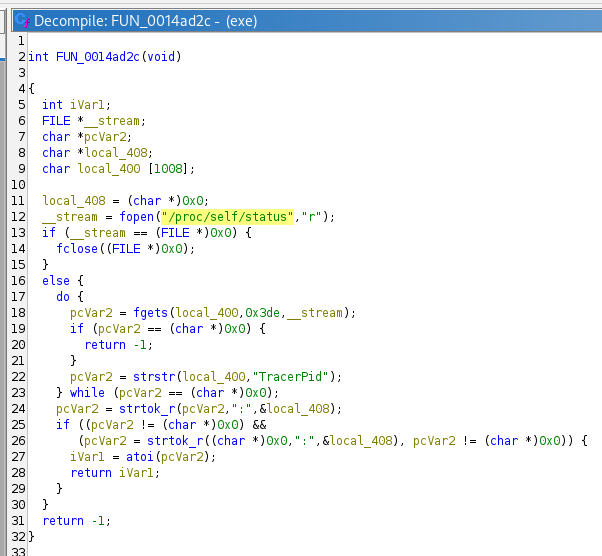 Decompile: FUN_0014ad2c - (exe)
1
2 int FUN_0014ad2c(void)
3
4 {
5   int iVar1;
6   FILE *__stream;
7   char *pcVar2;
8   char *local_408;
9   char local_400 [1008];
10
11   local_408 = (char *)0x0;
12   __stream = fopen("/proc/self/status","r");
13   if (__stream == (FILE *)0x0) {
14     fclose((FILE *)0x0);
15   }
16   else {
17     do {
18       pcVar2 = fgets(local_400,0x3de,__stream);
19       if (pcVar2 == (char *)0x0) {
20         return -1;
21       }
22       pcVar2 = strstr(local_400,"TracerPid");
23     } while (pcVar2 == (char *)0x0);
24     pcVar2 = strtok_r(pcVar2,":",&local_408);
25     if ((pcVar2 != (char *)0x0) &&
26        (pcVar2 = strtok_r((char *)0x0,":",&local_408), pcVar2 != (char *)0x0)) {
27       iVar1 = atoi(pcVar2);
28       return iVar1;
29     }
30   }
31   return -1;
32 }
33